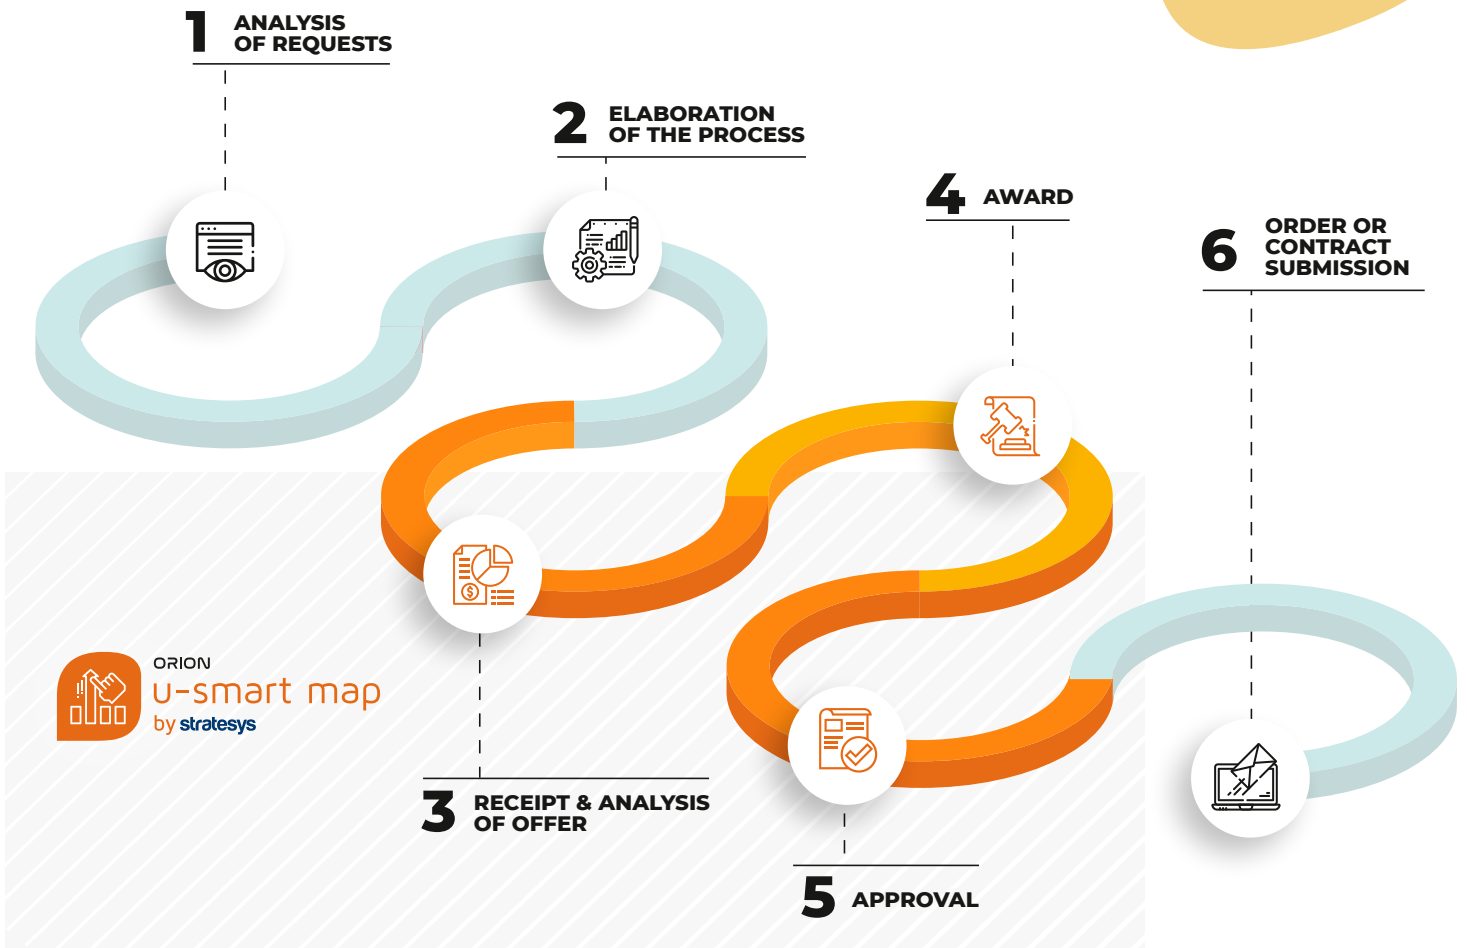 1
ANALYSIS
OF REQUESTS
2
ELABORATION
OF THE PROCESS
4
AWARD
6
ORDER OR
CONTRACT
SUBMISSION
$
ORION
u-smart map
by stratesys
3
RECEIPT & ANALYSIS
OF OFFER
5
APPROVAL